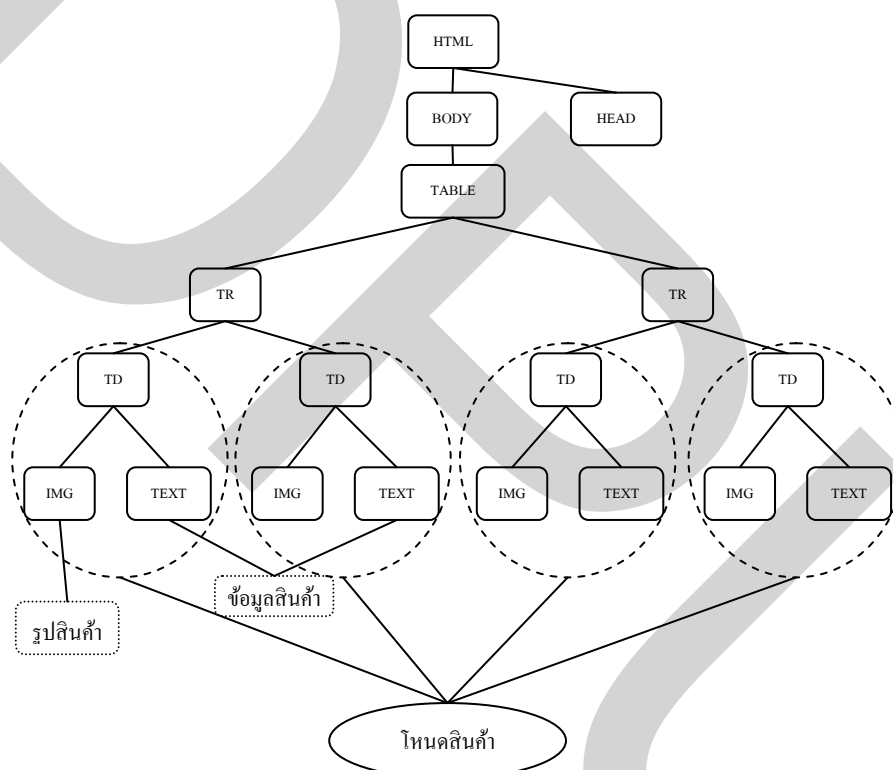 HTML
BODY HEAD
TABLE
TR TR
TD TD TD TD
IMG TEXT IMG TEXT IMG TEXT IMG TEXT
ข้อมูลสินค้า
รูปสินค้า
โหนดสินค้า